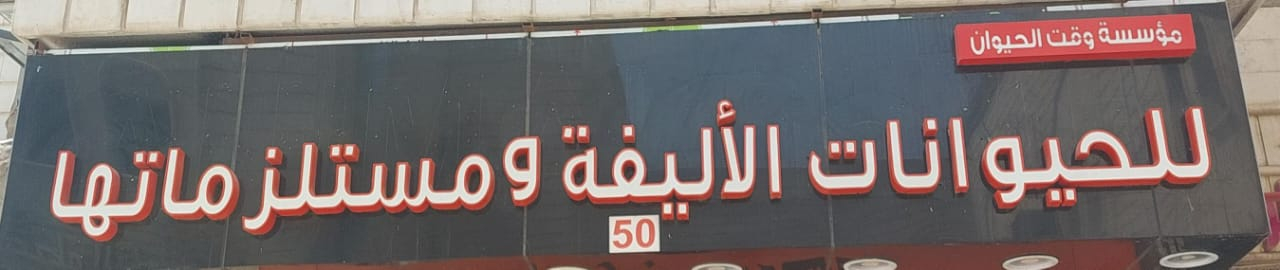 مؤسسة وقت الحيوان
للحيوانات الأليفة ومستلزماتها
50